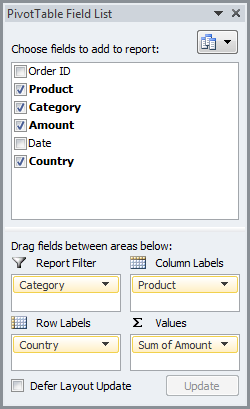 PivotTable Field List
Choose fields to add to report:
Order ID
Product
Category
Amount
Date
Country
Drag fields between areas below:
Report Filter
Column Labels
Category
Product
Row Labels
Σ Values
Country
Sum of Amount
Defer Layout Update
Update